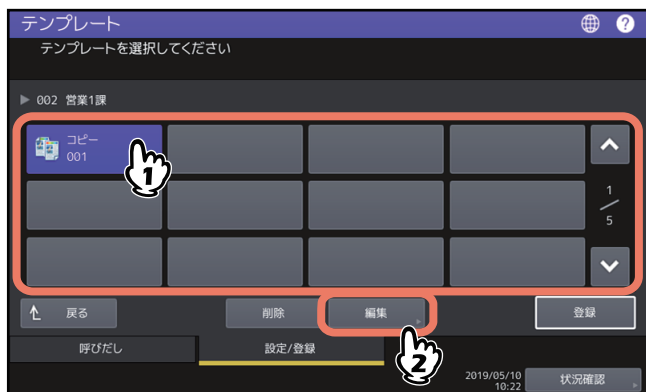 テンプレート
?
テンプレートを選択してください
002 営業1課
コピー
001
1
1
5
戻る
削除
編集
登録
2
呼びだし
設定/登録
2019/05/10
10:22
状況確認